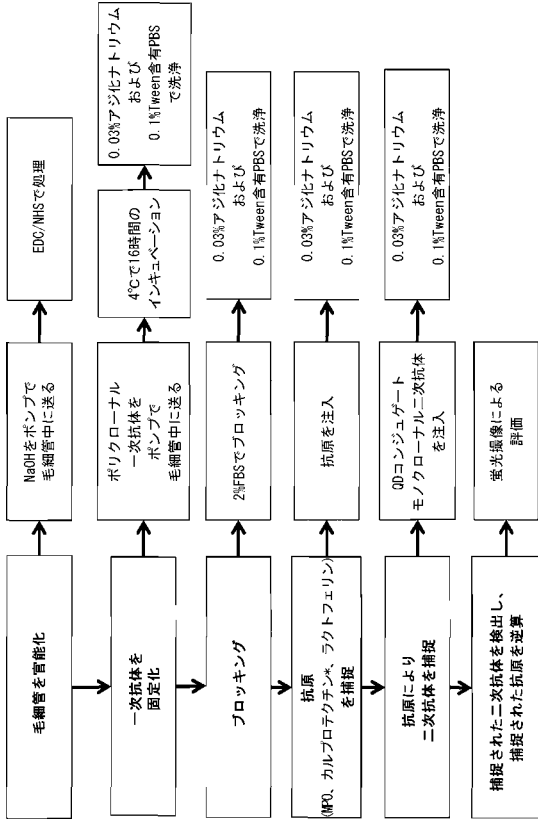 毛細管を官能化
NaOHをポンプで
毛細管中に送る
EDC/NHSで処理
一次抗体を
固定化
ポリクローナル
一次抗体を
ポンプで
毛細管中に送る
4℃で16時間の
インキュベーション
0.03%アジ化ナトリウム
および
0.1%Tween含有PBS
で洗浄
ブロッキング
2%FBSでブロッキング
0.03%アジ化ナトリウム
および
0.1%Tween含有PBSで洗浄
抗原
(MPO、カルプロテクチン*、ラクトフェリン)
を捕捉
抗原を注入
0.03%アジ化ナトリウム
および
0.1%Tween含有PBSで洗浄
抗原により
二次抗体を捕捉
QDコンジュゲート
モノクローナル二次抗体
を注入
0.03%アジ化ナトリウム
および
0.1%Tween含有PBSで洗浄
捕捉された二次抗体を検出し、
捕捉された抗原を逆算
蛍光撮像による
評価